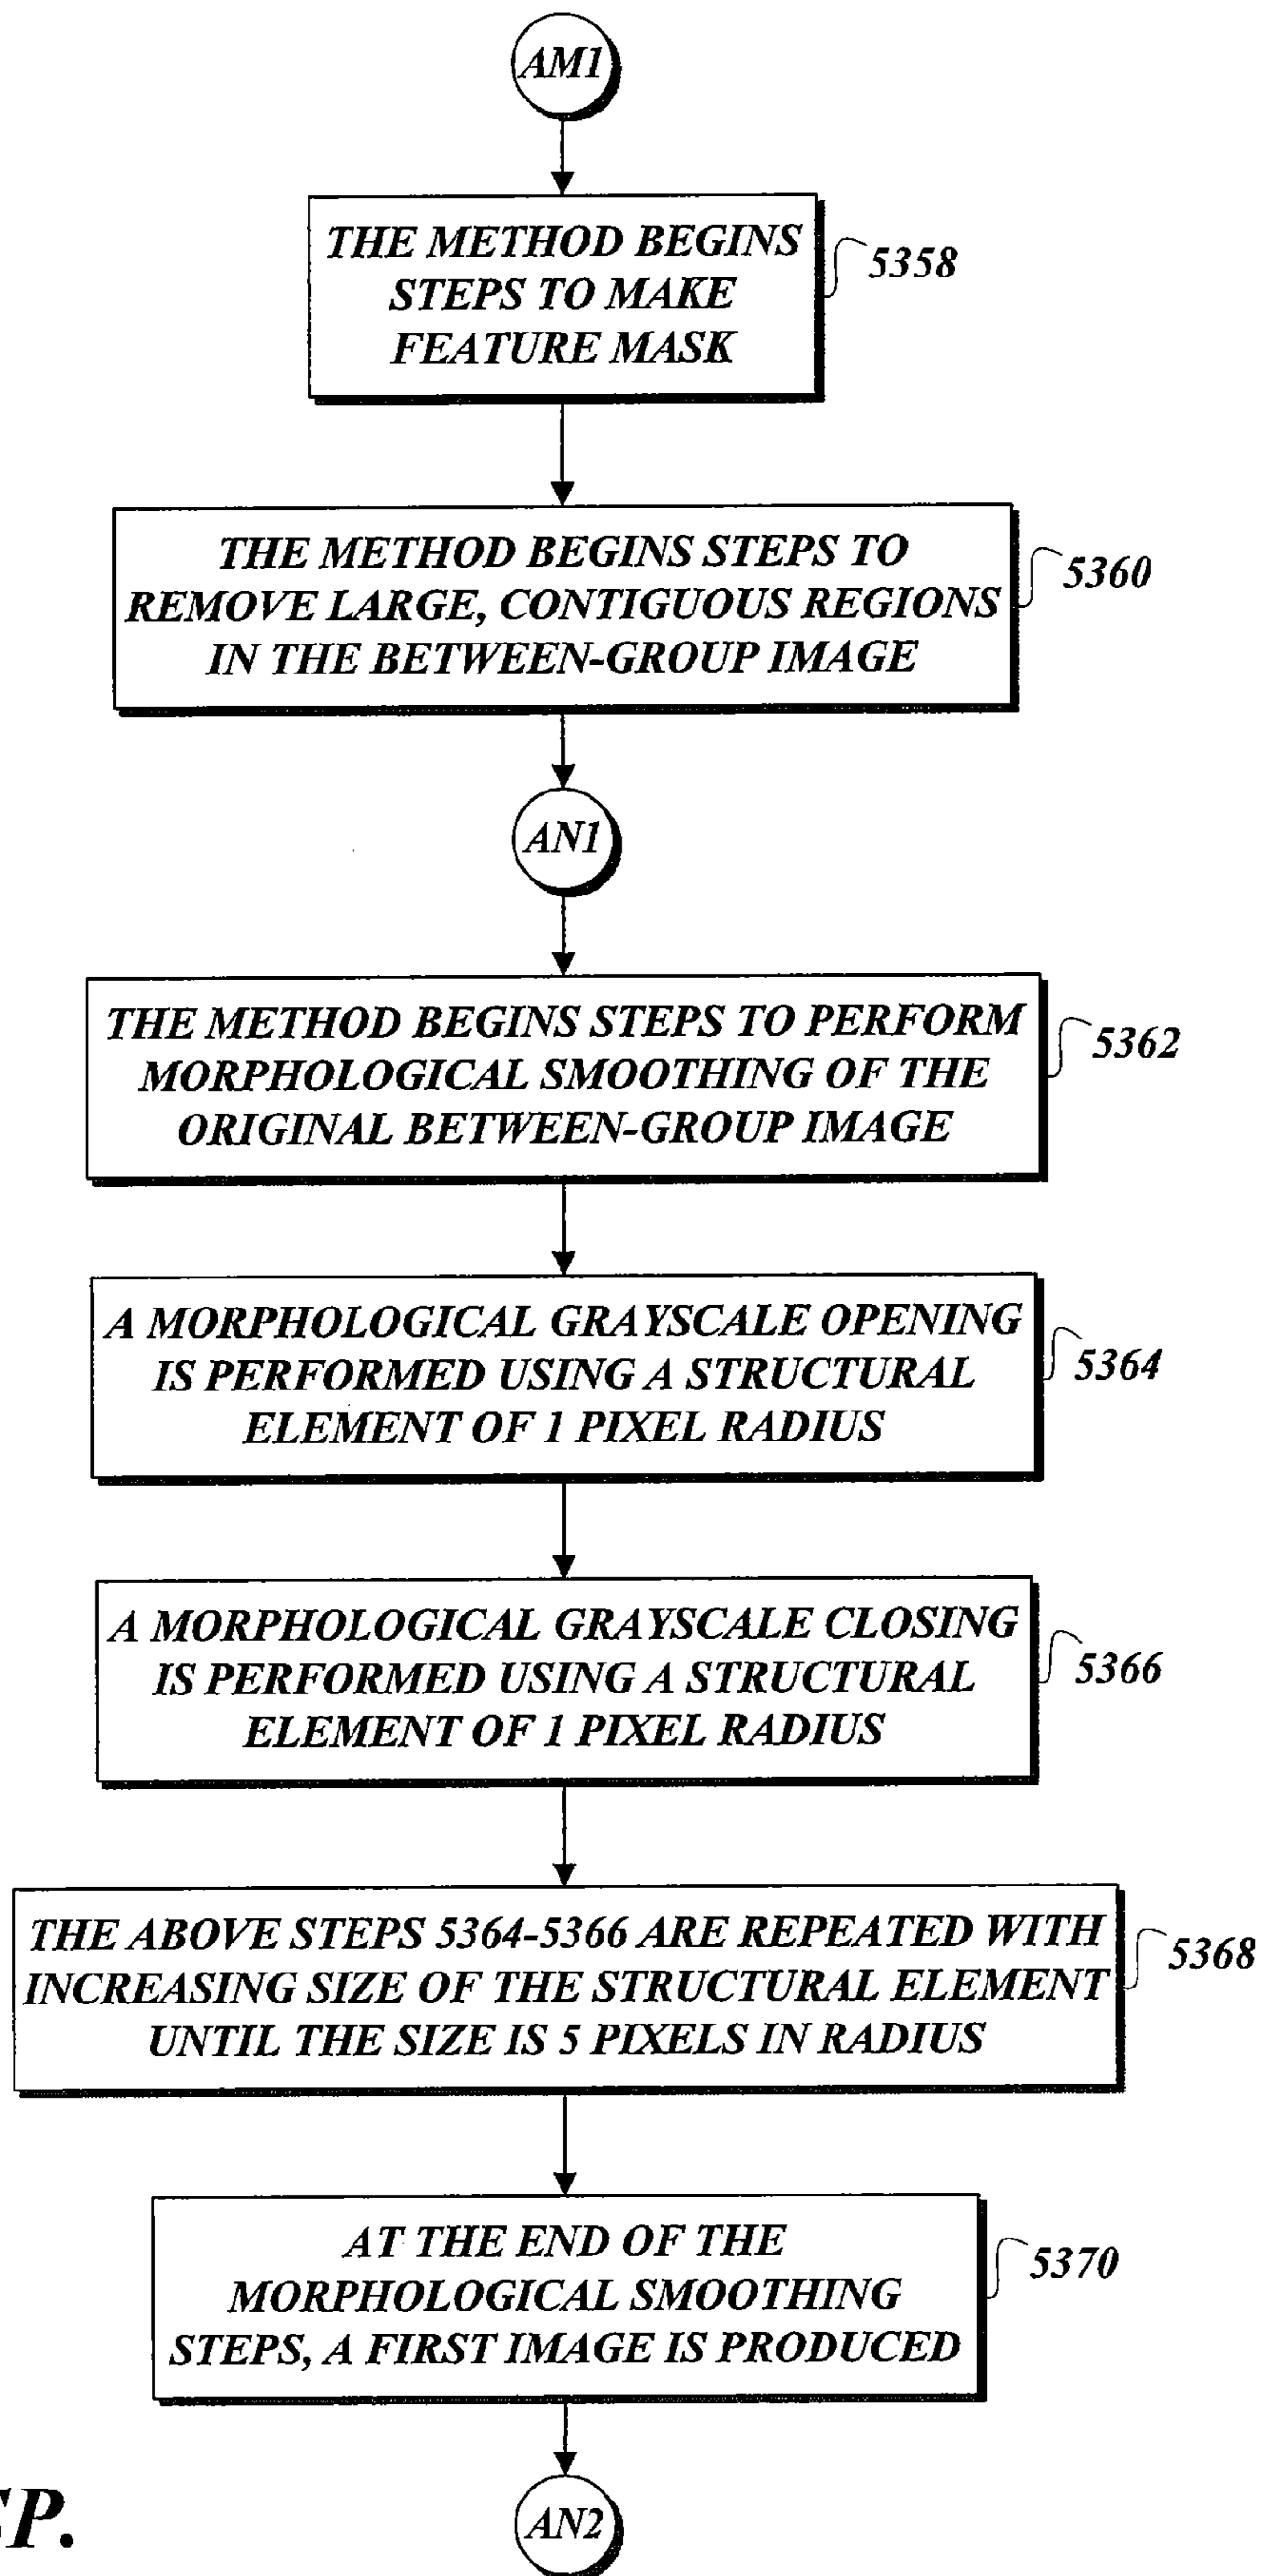 AM1
THE METHOD BEGINS
STEPS TO MAKE
FEATURE MASK
5358
THE METHOD BEGINS STEPS TO
REMOVE LARGE, CONTIGUOUS REGIONS
IN THE BETWEEN-GROUP IMAGE
5360
AN1
THE METHOD BEGINS STEPS TO PERFORM
MORPHOLOGICAL SMOOTHING OF THE
ORIGINAL BETWEEN-GROUP IMAGE
5362
A MORPHOLOGICAL GRAYSCALE OPENING
IS PERFORMED USING A STRUCTURAL
ELEMENT OF 1 PIXEL RADIUS
5364
A MORPHOLOGICAL GRAYSCALE CLOSING
IS PERFORMED USING A STRUCTURAL
ELEMENT OF 1 PIXEL RADIUS
5366
THE ABOVE STEPS 5364-5366 ARE REPEATED WITH
INCREASING SIZE OF THE STRUCTURAL ELEMENT
UNTIL THE SIZE IS 5 PIXELS IN RADIUS
5368
AT THE END OF THE
MORPHOLOGICAL SMOOTHING
STEPS, A FIRST IMAGE IS PRODUCED
5370
AN2